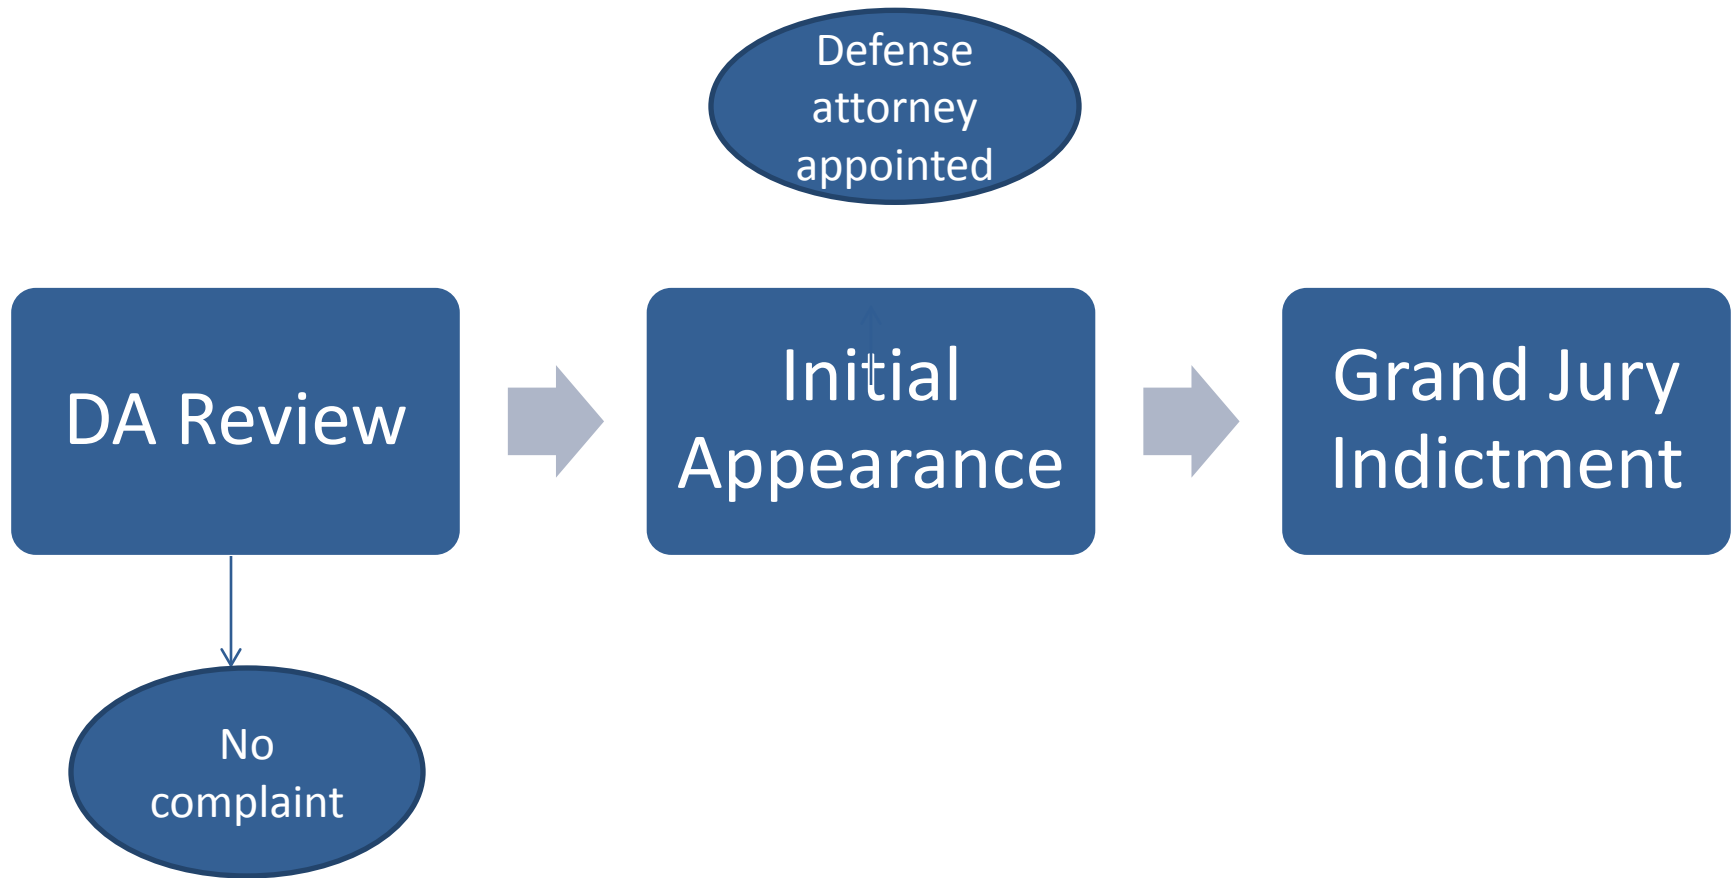 Defense
attorney
appointed
DA Review
Initial
Appearance
Grand Jury
Indictment
No
complaint